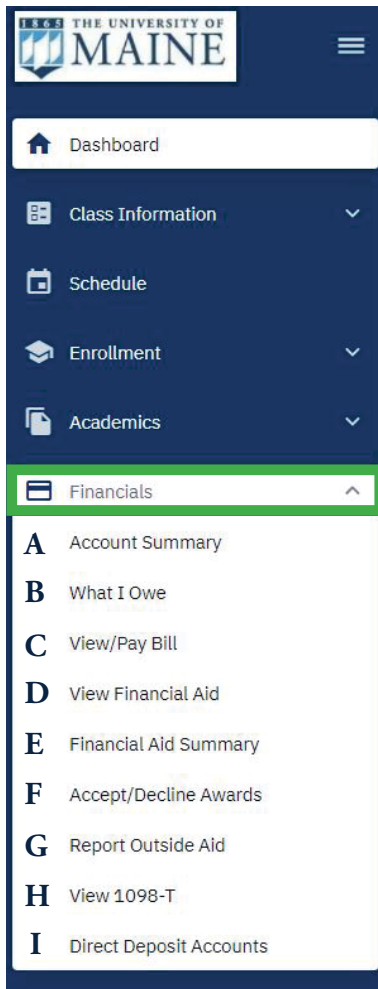 1865 THE UNIVERSITY OF
MAINE
Dashboard
Class Information
Schedule
Enrollment
Academics
Financials
A Account Summary
B What I Owe
C View/Pay Bill
D View Financial Aid
E Financial Aid Summary
F Accept/Decline Awards
G Report Outside Aid
H View 1098-T
I Direct Deposit Accounts